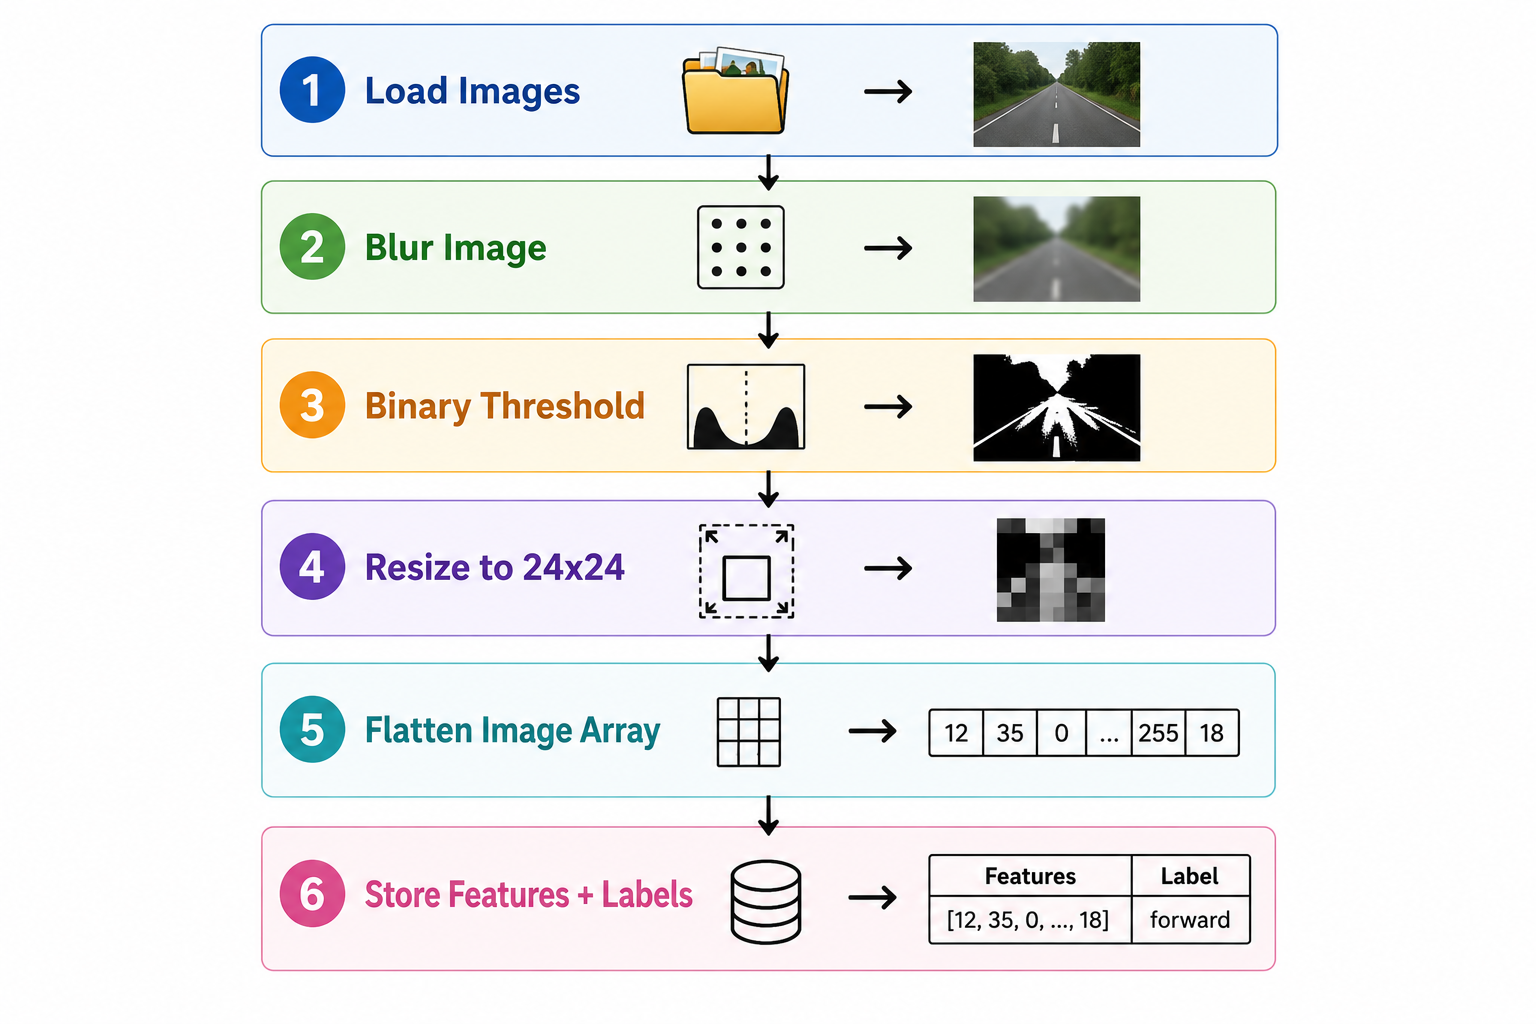 1 Load Images
2 Blur Image
3 Binary Threshold
4 Resize to 24x24
5 Flatten Image Array
12 35 0 ... 255 18
6 Store Features + Labels
Features Label
[12, 35, 0, ..., 18] forward